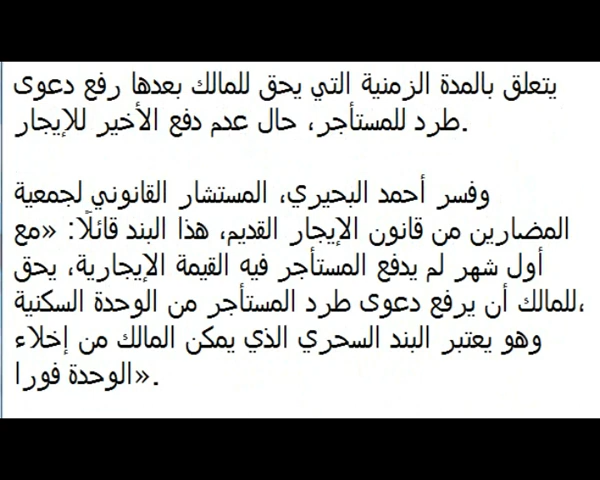 يتعلق بالمدة الزمنية التي يحق للمالك بعدها رفع دعوى
طرد للمستأجر، حال عدم دفع الأخير للإيجار.
وفسر أحمد البحيري، المستشار القانوني لجمعية
المضارين من قانون الإيجار القديم، هذا البند قائلًا: «مع
أول شهر لم يدفع المستأجر فيه القيمة الإيجارية، يحق
للمالك أن يرفع دعوى طرد المستأجر من الوحدة السكنية،
وهو يعتبر البند السحري الذي يمكن المالك من إخلاء
الوحدة فورا».